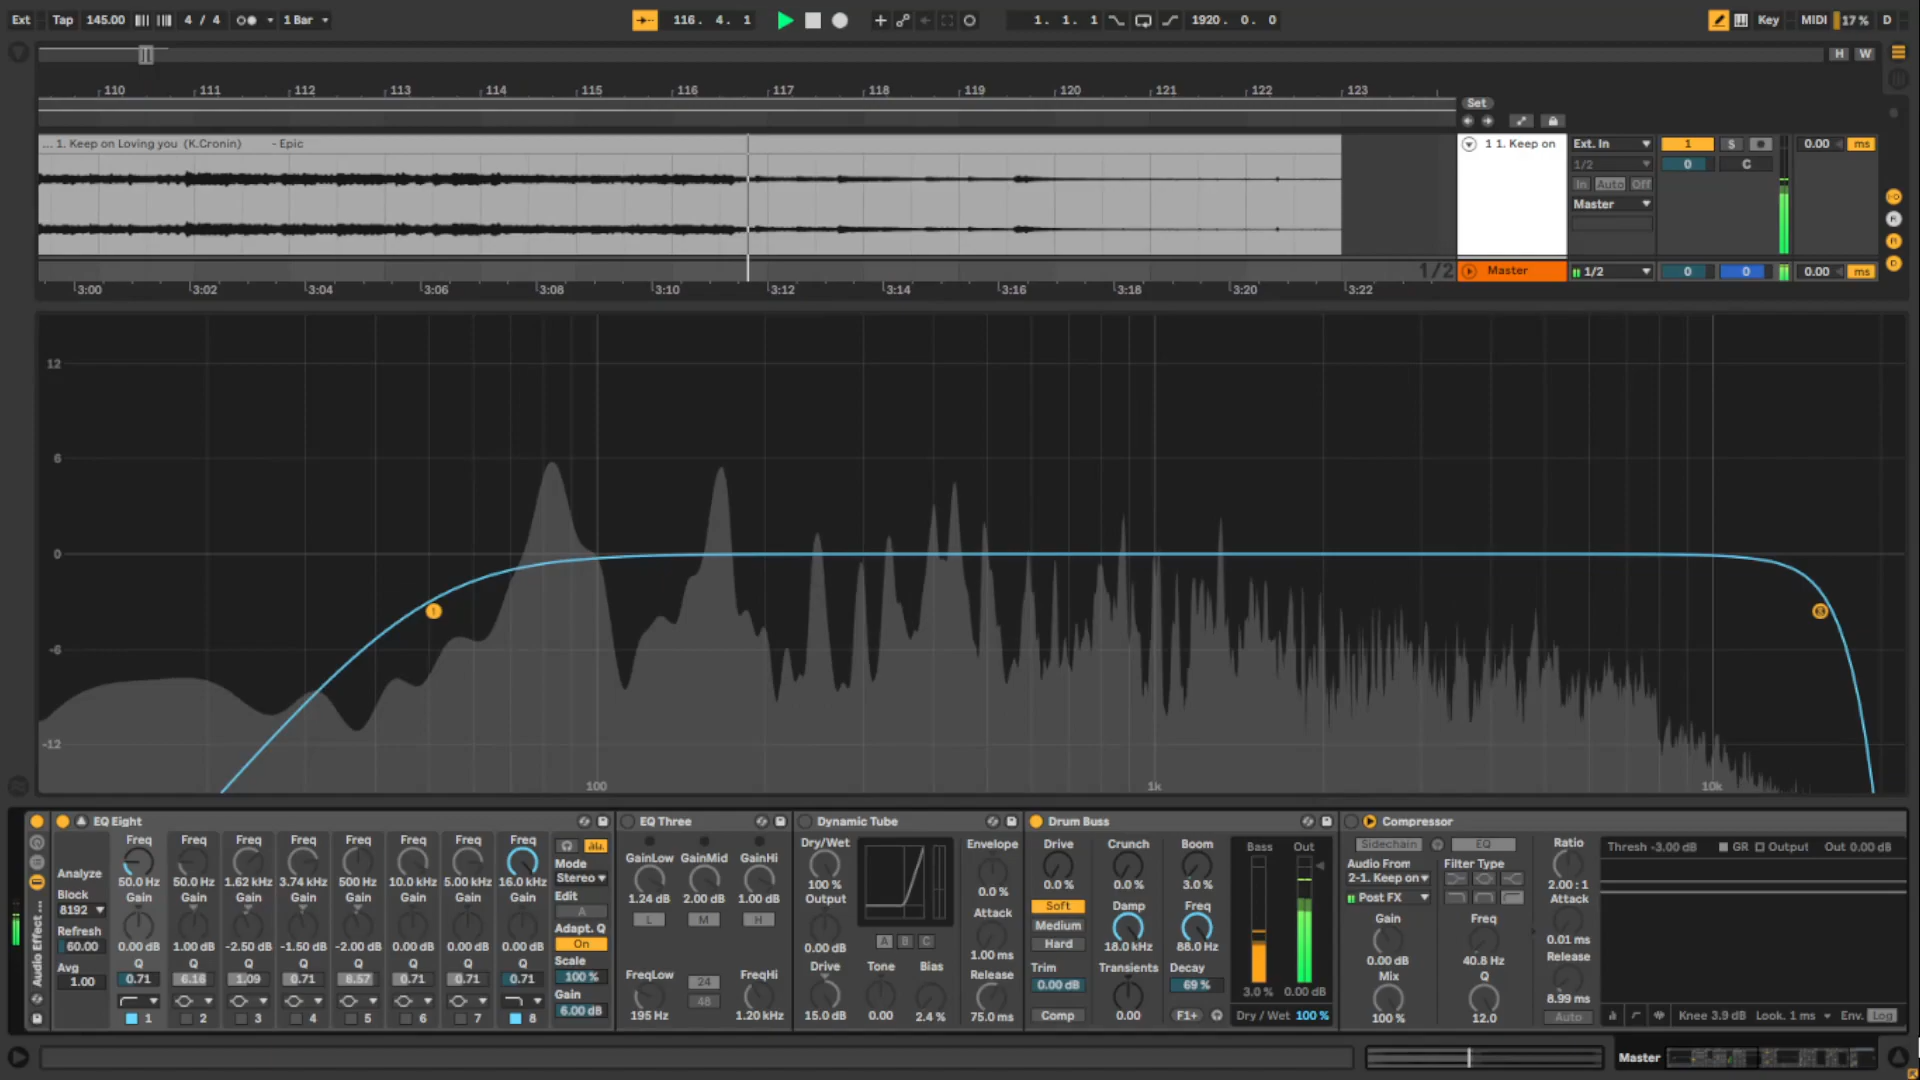 Ext Tap 145.00 4 / 4 1 Bar 116. 4. 1 1. 1. 1 1920. 0. 0 Key MIDI 17 % D
H W
110 111 112 113 114 115 116 117 118 119 120 121 122 123
Set
... 1. Keep on Loving you (K.Cronin) - Epic
1 1. Keep on Ext. In 1 S 0.00 ms
1/2 0 C
In Auto Off
Master
1/2 Master 1/2 0 0 0.00 ms
3:00 3:02 3:04 3:06 3:08 3:10 3:12 3:14 3:16 3:18 3:20 3:22
12
6
0
-6
-12
100 1k 10k
EQ Eight
Analyze
Block
8192
Refresh
60.00
Avg
1.00
Freq Freq Freq Freq Freq Freq Freq Freq
50.0 Hz 50.0 Hz 1.62 kHz 3.74 kHz 500 Hz 10.0 kHz 5.00 kHz 16.0 kHz
Gain Gain Gain Gain Gain Gain Gain Gain
0.00 dB 1.00 dB -2.50 dB -1.50 dB -2.00 dB 0.00 dB 0.00 dB 0.00 dB
Q Q Q Q Q Q Q Q
0.71 6.16 1.09 0.71 8.57 0.71 0.71 0.71
1 2 3 4 5 6 7 8
Mode
Stereo
Edit
A
Adapt. Q
On
Scale
100 %
Gain
6.00 dB
EQ Three
GainLow GainMid GainHi
1.24 dB 2.00 dB 1.00 dB
L M H
FreqLow 24 FreqHi
48
195 Hz 1.20 kHz
Dynamic Tube
Dry/Wet
100 %
Output
0.00 dB
A B C
Drive Tone Bias
15.0 dB 0.00 2.4 %
Envelope
0.0 %
Attack
1.00 ms
Release
75.0 ms
Drum Buss
Drive Crunch Boom
0.0 % 0.0 % 3.0 %
Soft Damp Freq
Medium
Hard 18.0 kHz 88.0 Hz
Trim Transients Decay
0.00 dB 69 %
Comp 0.00 F1+
Bass Out
3.0 % 0.00 dB
Dry / Wet 100 %
Compressor
Sidechain EQ
Audio From Filter Type
2-1. Keep on
Post FX
Gain Freq
0.00 dB 40.8 Hz
Mix Q
100 % 12.0
Ratio
2.00 : 1
Attack
0.01 ms
Release
8.99 ms
Auto
Thresh -3.00 dB GR Output Out 0.00 dB
Knee 3.9 dB Look. 1 ms Env. Log
Audio Effect ...
Master